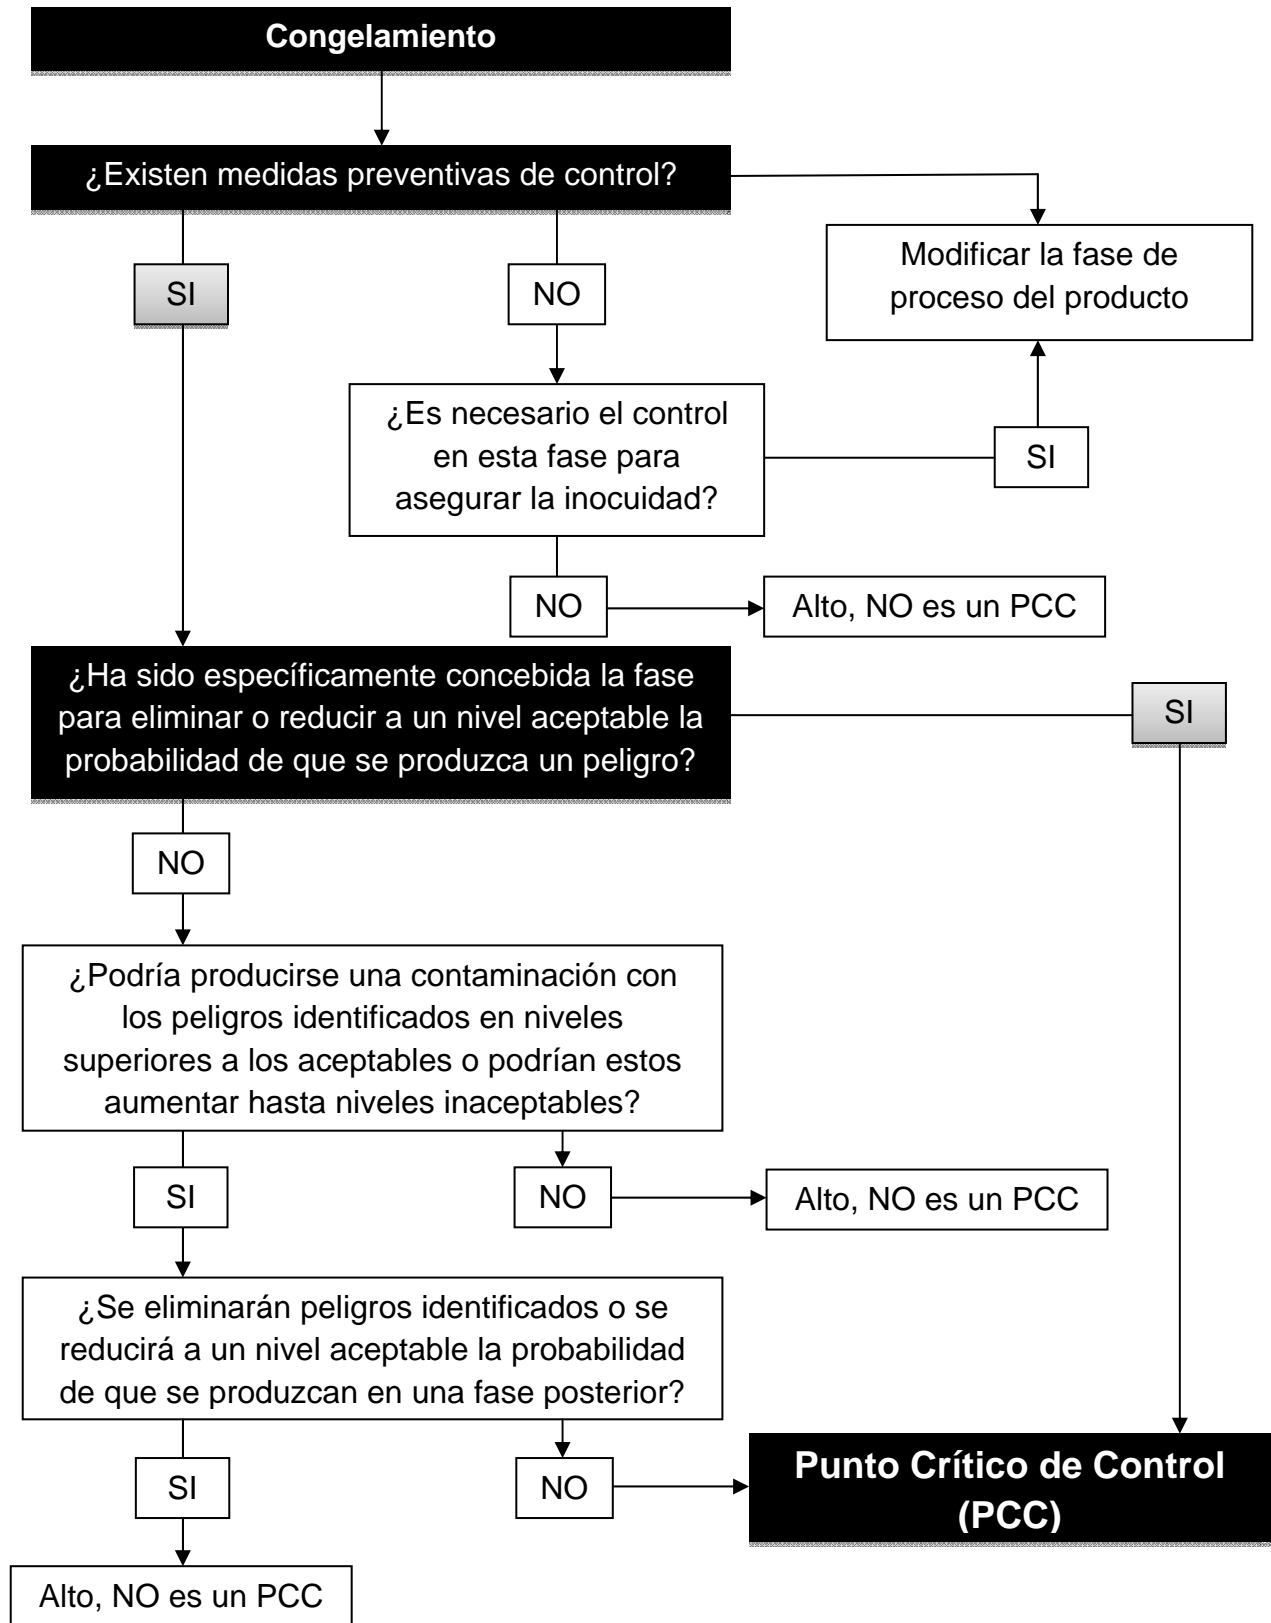 Congelamiento
¿Existen medidas preventivas de control?
Modificar la fase de
proceso del producto
SI
NO
¿Es necesario el control
en esta fase para
asegurar la inocuidad?
SI
NO
Alto, NO es un PCC
¿Ha sido específicamente concebida la fase
para eliminar o reducir a un nivel aceptable la
probabilidad de que se produzca un peligro?
SI
NO
¿Podría producirse una contaminación con
los peligros identificados en niveles
superiores a los aceptables o podrían estos
aumentar hasta niveles inaceptables?
SI
NO
Alto, NO es un PCC
¿Se eliminarán peligros identificados o se
reducirá a un nivel aceptable la probabilidad
de que se produzcan en una fase posterior?
SI
NO
Punto Crítico de Control
(PCC)
Alto, NO es un PCC